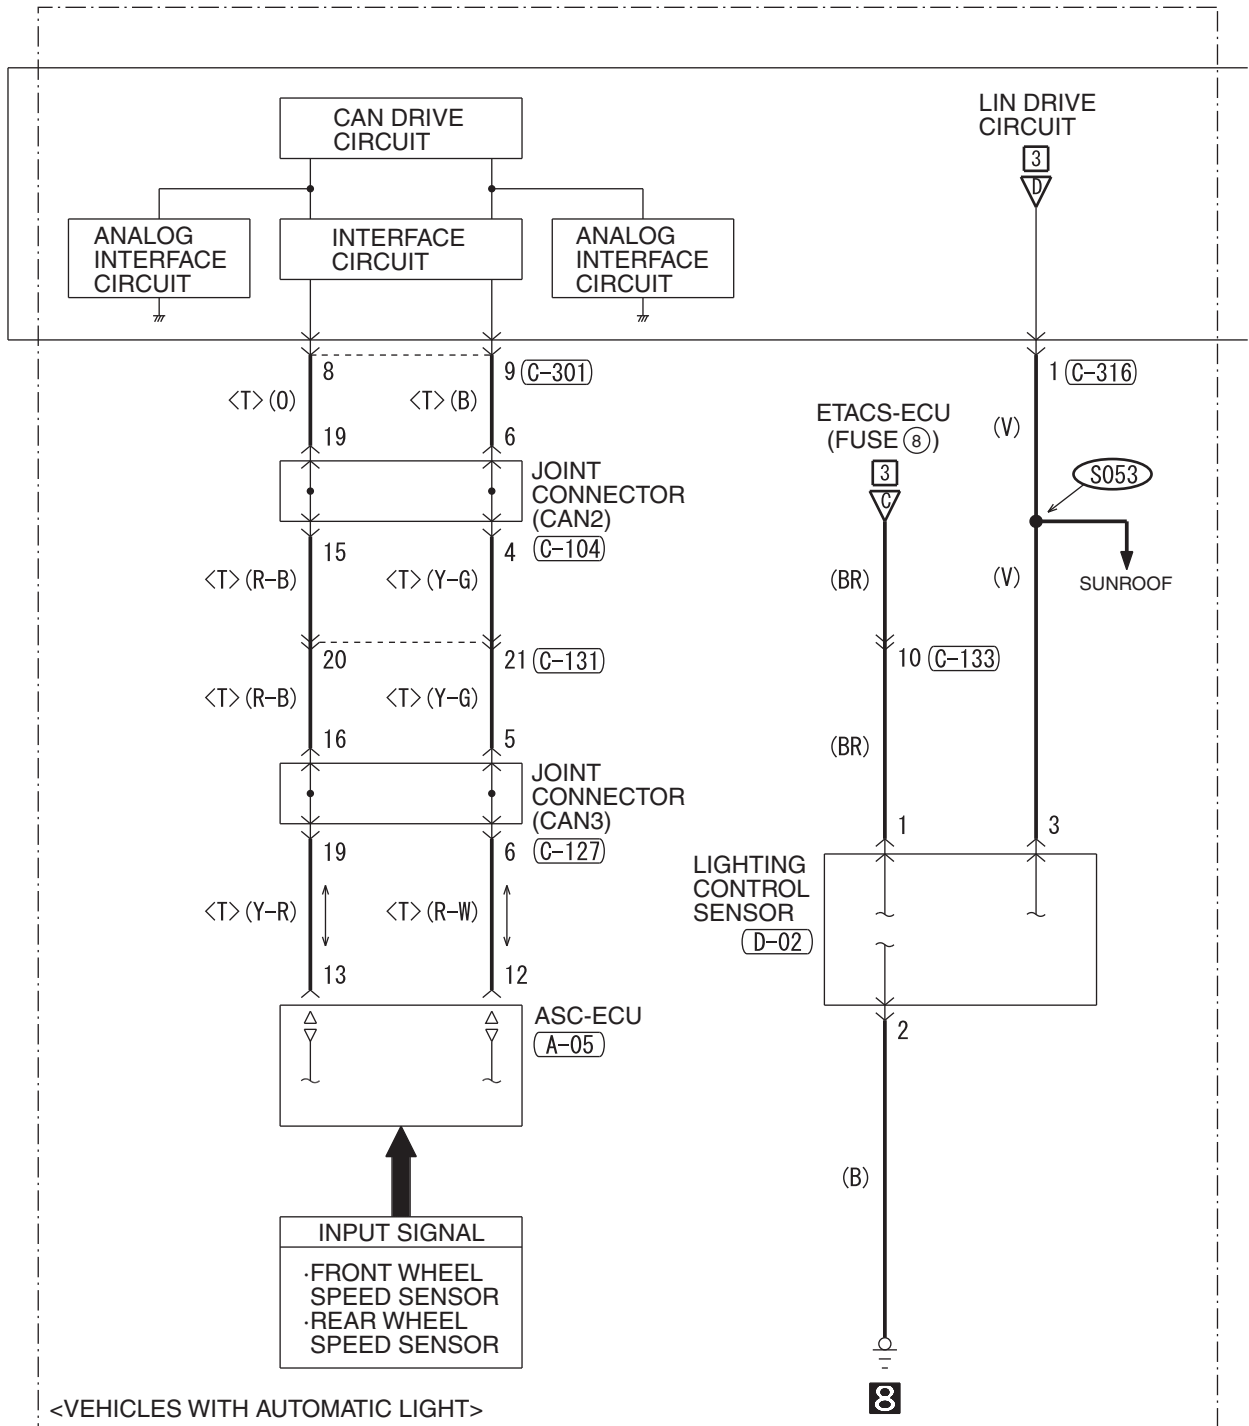 CAN DRIVE
CIRCUIT
LIN DRIVE
CIRCUIT
3
D
ANALOG
INTERFACE
CIRCUIT
INTERFACE
CIRCUIT
ANALOG
INTERFACE
CIRCUIT
8
9 C-301
1 C-316
<T>(O)
<T>(B)
ETACS-ECU
(FUSE 8)
(V)
19
6
3
C
S053
JOINT
CONNECTOR
(CAN2)
C-104
15
4
<T>(R-B)
<T>(Y-G)
(BR)
(V)
SUNROOF
20
21 C-131
10 C-133
<T>(R-B)
<T>(Y-G)
16
5
(BR)
JOINT
CONNECTOR
(CAN3)
C-127
1
3
19
6
LIGHTING
CONTROL
SENSOR
D-02
<T>(Y-R)
<T>(R-W)
13
12
ASC-ECU
A-05
2
(B)
INPUT SIGNAL
·FRONT WHEEL
SPEED SENSOR
·REAR WHEEL
SPEED SENSOR
8
<VEHICLES WITH AUTOMATIC LIGHT>